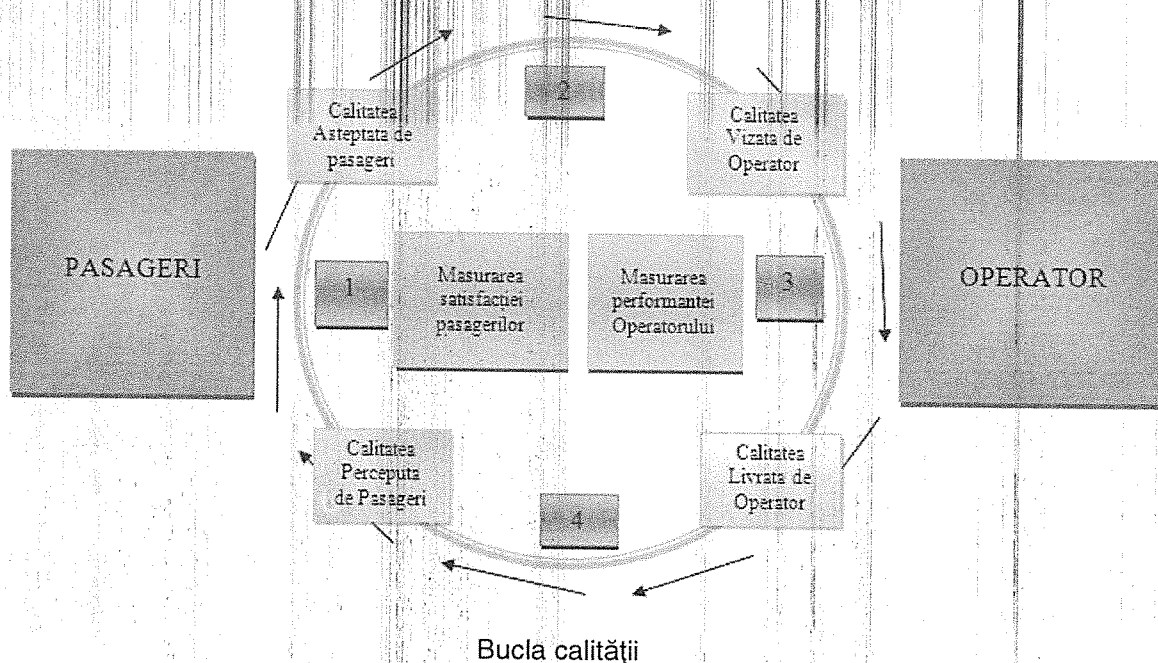 2
Calitatea
Asteptata de
pasageri
Calitatea
Vizata de
Operator
PASAGERI
1
Masurarea
satisfactiei
pasagerilor
Masurarea
performantei
Operatorului
3
OPERATOR
Calitatea
Perceputa
de Pasageri
4
Calitatea
Livrata de
Operator
Bucla calității